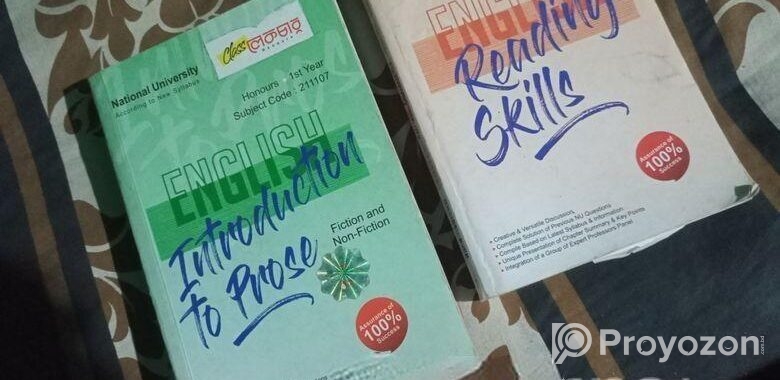 Class লেকচার
National University
According to New Syllabus
Honours : 1st Year
Subject Code : 211107
ENGLISH
Introduction
to Prose
Fiction and
Non-Fiction
Assurance of
100%
Success
ENGLISH
Reading
Skills
Assurance of
100%
Success
• Creative & Versatile Discussion,
• Complete Solution of Previous NU Questions
• Compile Based on Latest Syllabus & Information
• Unique Presentation of Chapter Summary & Key Points
• Integration of a Group of Expert Professors Panel
Proyozon